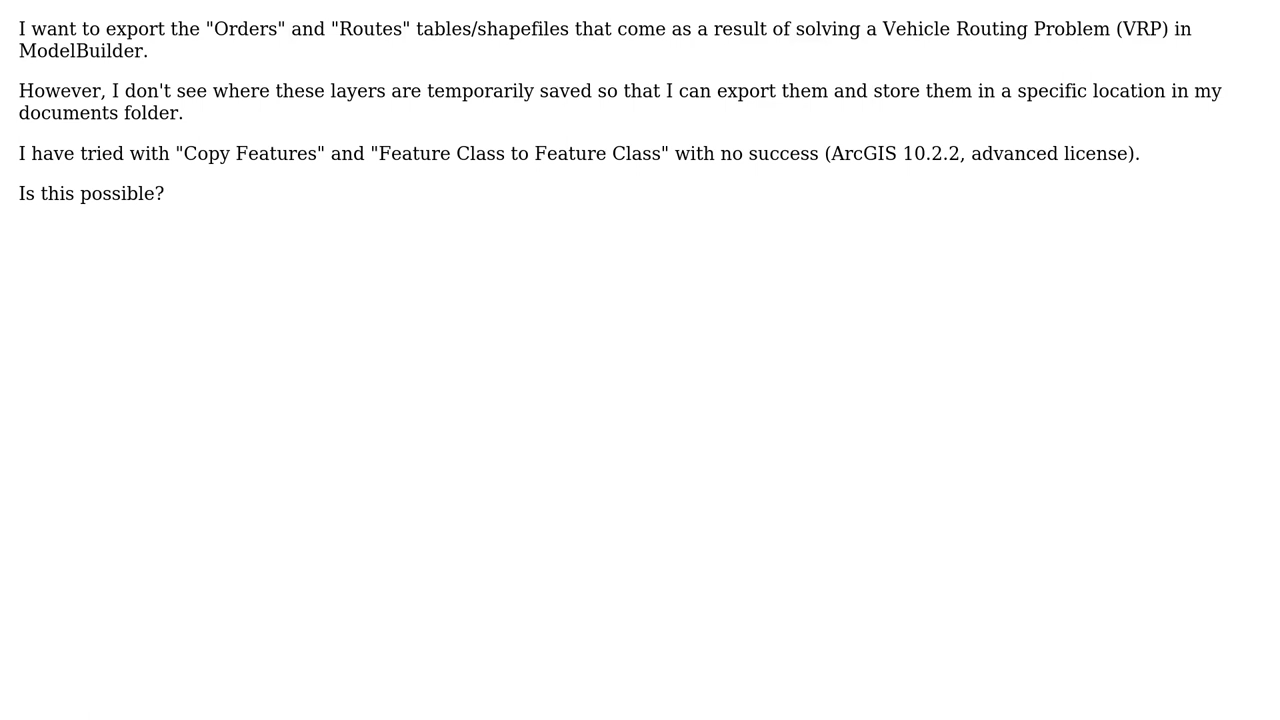 I want to export the "Orders" and "Routes" tables/shapefiles that come as a result of solving a Vehicle Routing Problem (VRP) in
ModelBuilder.
However, I don't see where these layers are temporarily saved so that I can export them and store them in a specific location in my
documents folder.
I have tried with "Copy Features" and "Feature Class to Feature Class" with no success (ArcGIS 10.2.2, advanced license).
Is this possible?